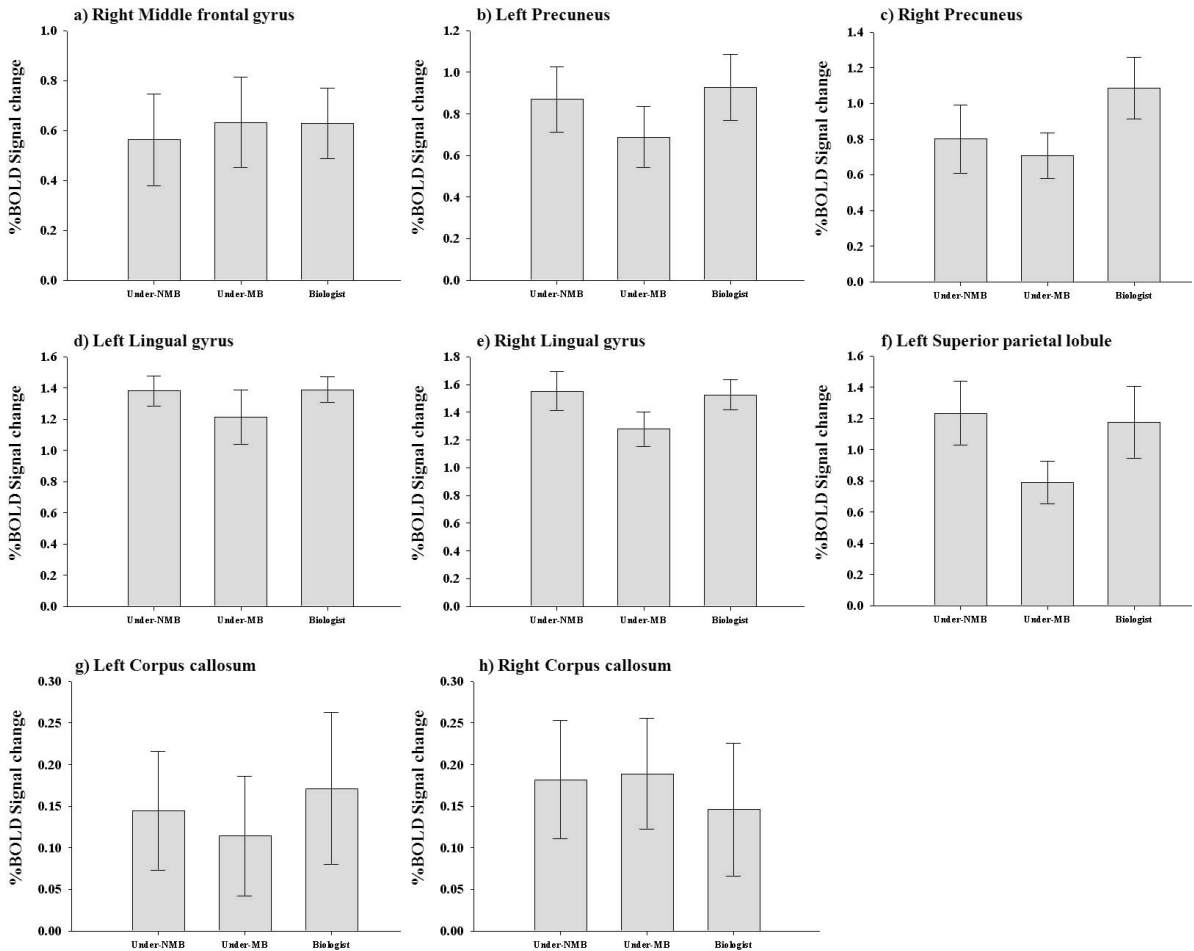 a) Right Middle frontal gyrus
%BOLD Signal change
1.0
0.8
0.6
0.4
0.2
0.0
Under-NMB Under-MB Biologist
b) Left Precuneus
%BOLD Signal change
1.2
1.0
0.8
0.6
0.4
0.2
0.0
Under-NMB Under-MB Biologist
c) Right Precuneus
%BOLD Signal change
1.4
1.2
1.0
0.8
0.6
0.4
0.2
0.0
Under-NMB Under-MB Biologist
d) Left Lingual gyrus
%BOLD Signal change
1.6
1.4
1.2
1.0
0.8
0.6
0.4
0.2
0.0
Under-NMB Under-MB Biologist
e) Right Lingual gyrus
%BOLD Signal change
1.8
1.6
1.4
1.2
1.0
0.8
0.6
0.4
0.2
0.0
Under-NMB Under-MB Biologist
f) Left Superior parietal lobule
%BOLD Signal change
1.6
1.4
1.2
1.0
0.8
0.6
0.4
0.2
0.0
Under-NMB Under-MB Biologist
g) Left Corpus callosum
%BOLD Signal change
0.30
0.25
0.20
0.15
0.10
0.05
0.00
Under-NMB Under-MB Biologist
h) Right Corpus callosum
%BOLD Signal change
0.30
0.25
0.20
0.15
0.10
0.05
0.00
Under-NMB Under-MB Biologist